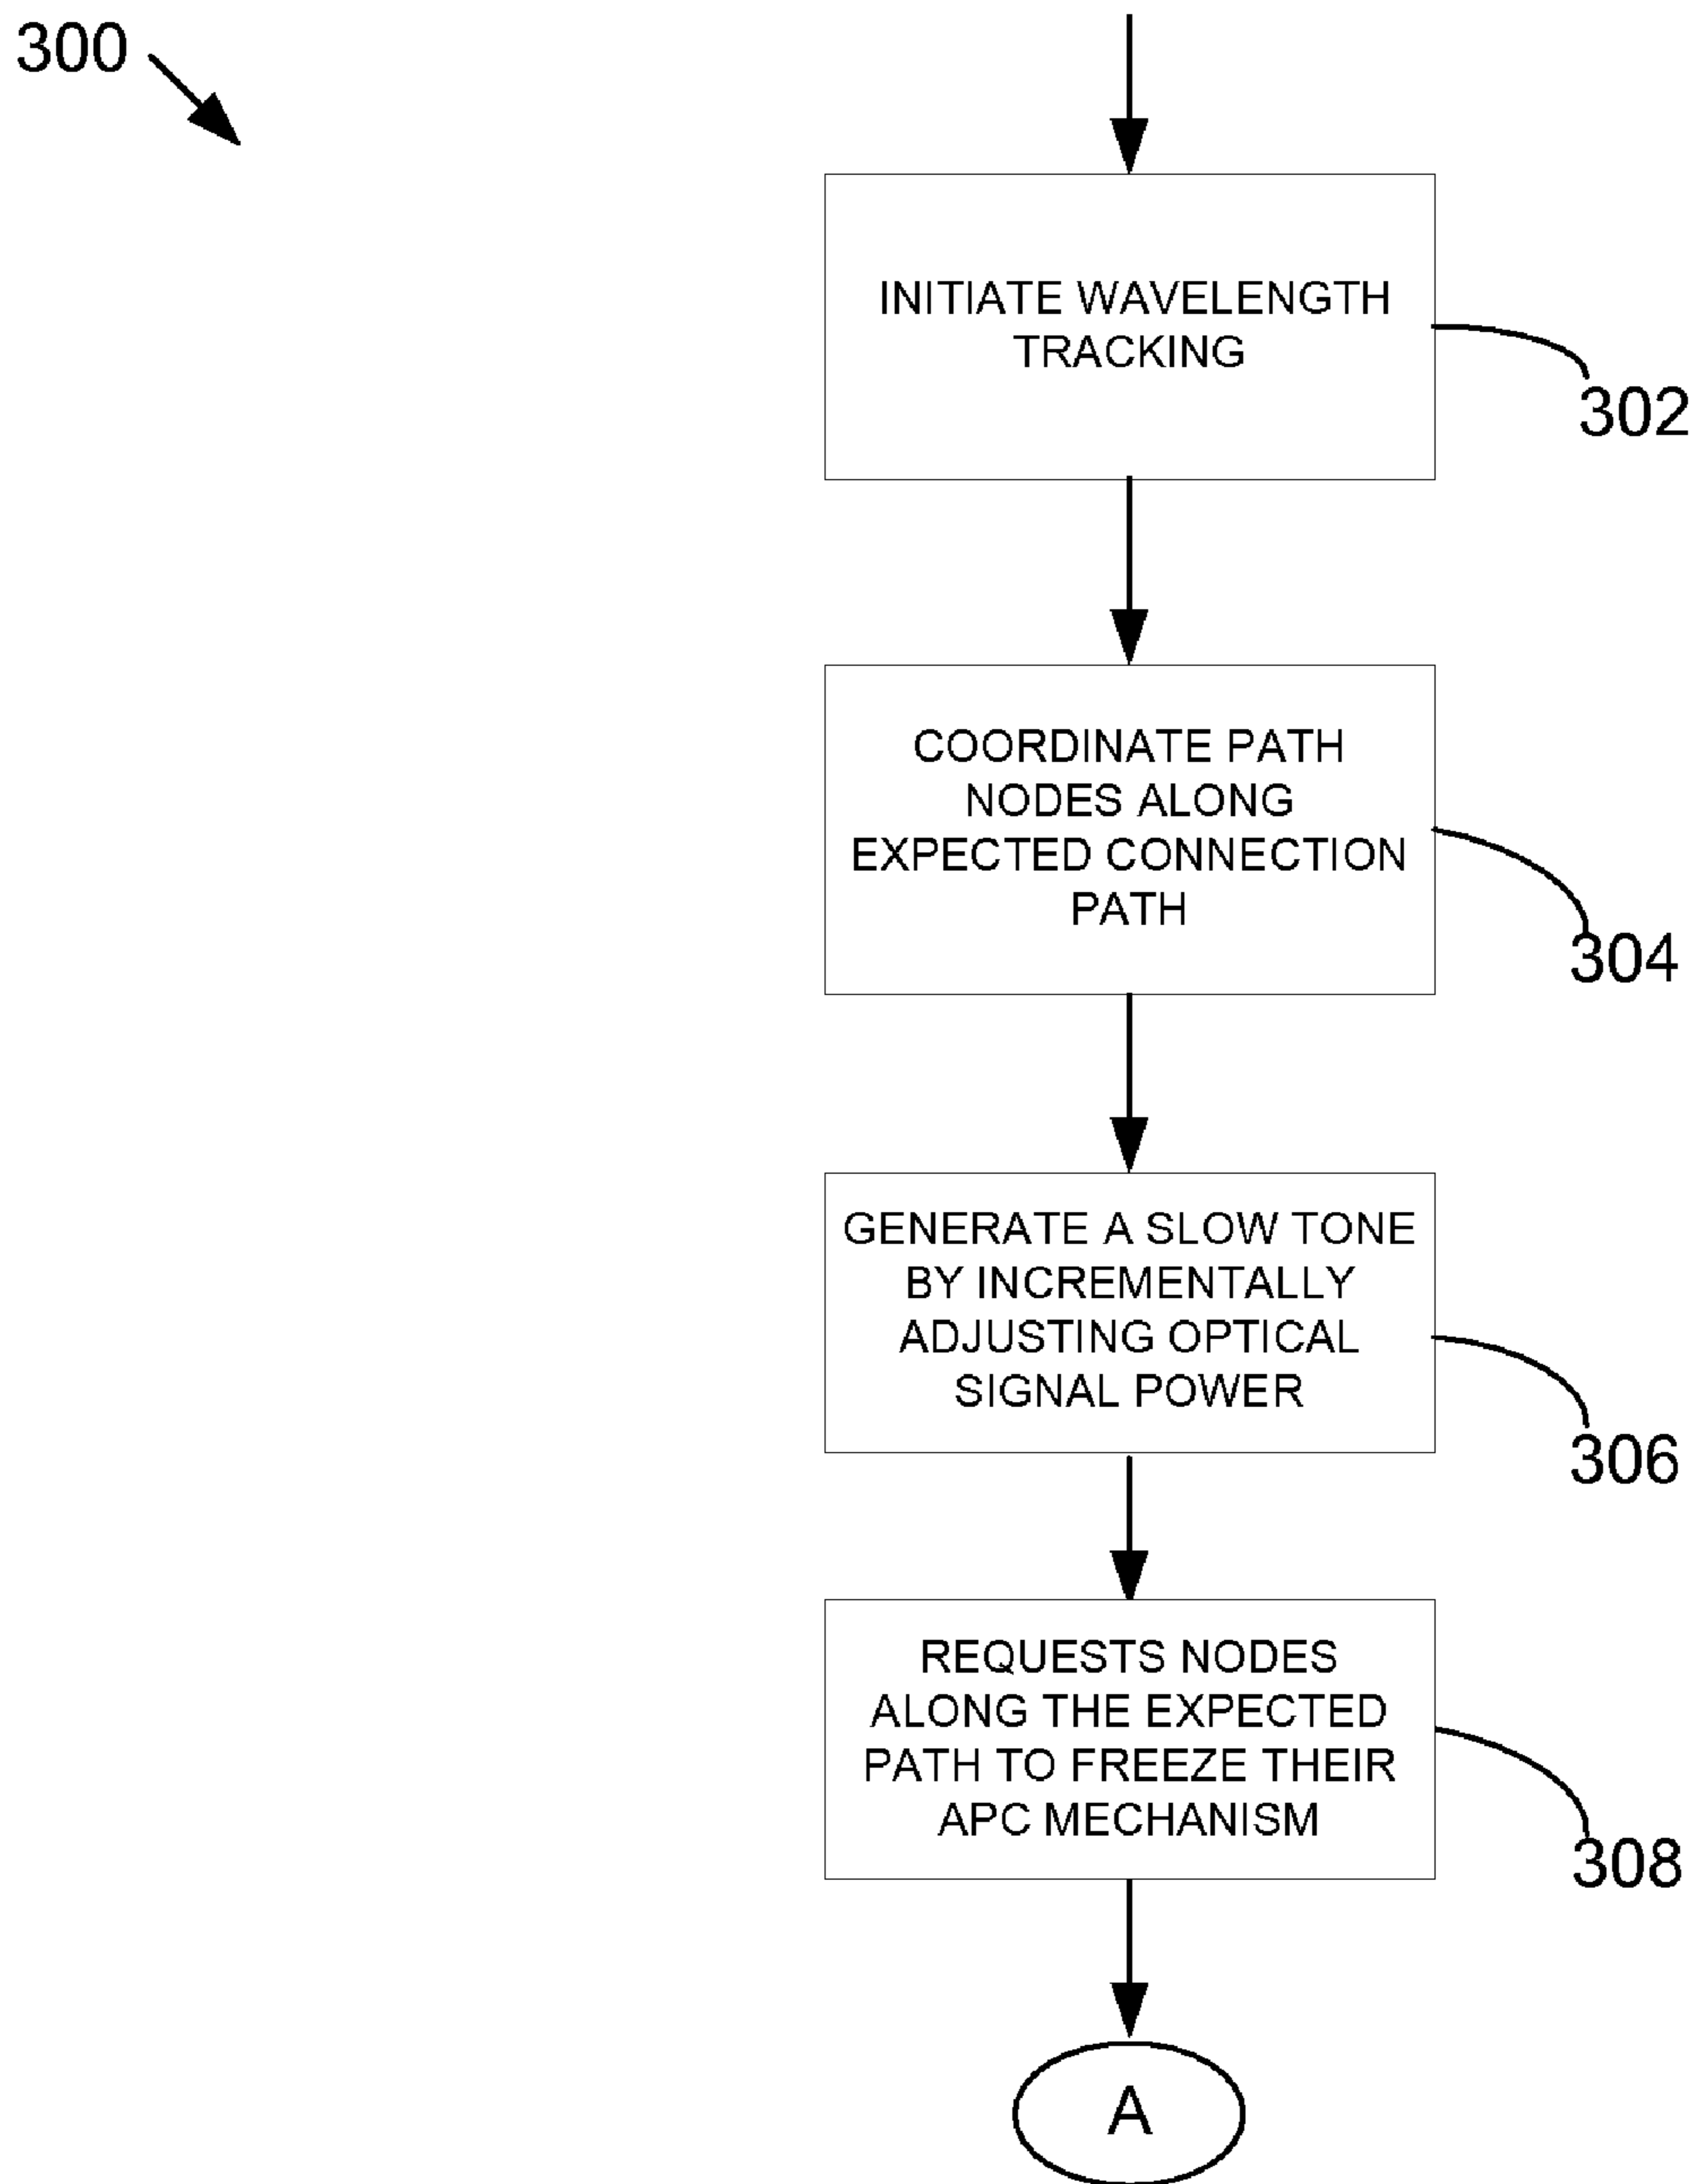 300
INITIATE WAVELENGTH
TRACKING
302
COORDINATE PATH
NODES ALONG
EXPECTED CONNECTION
PATH
304
GENERATE A SLOW TONE
BY INCREMENTALLY
ADJUSTING OPTICAL
SIGNAL POWER
306
REQUESTS NODES
ALONG THE EXPECTED
PATH TO FREEZE THEIR
APC MECHANISM
308
A